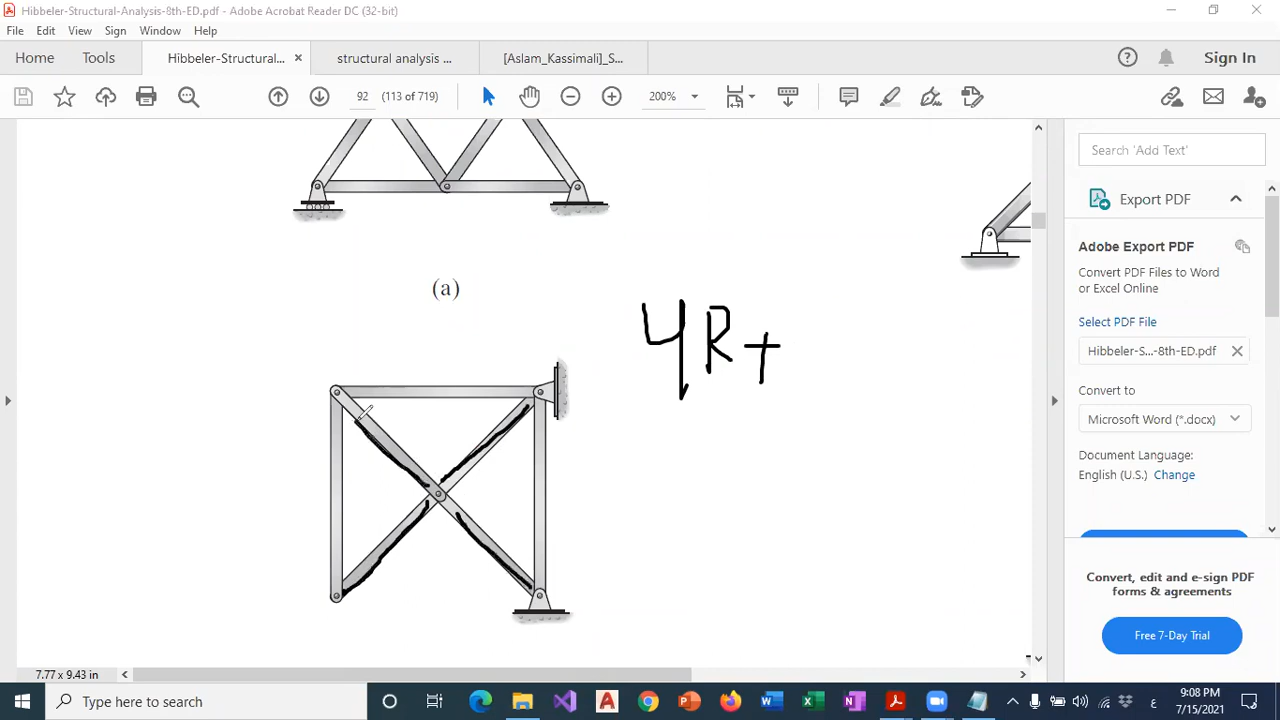 Hibbeler-Structural-Analysis-8th-ED.pdf - Adobe Acrobat Reader DC (32-bit)
File Edit View Sign Window Help
Home Tools Hibbeler-Structural... × structural analysis ... [Aslam_Kassimali]_S... ? Sign In
92 (113 of 719) 200%
Search 'Add Text'
Export PDF
Adobe Export PDF
Convert PDF Files to Word
or Excel Online
Select PDF File
Hibbeler-S...-8th-ED.pdf
Convert to
Microsoft Word (*.docx)
Document Language:
English (U.S.) Change
Convert, edit and e-sign PDF
forms & agreements
Free 7-Day Trial
(a)
4R+
7.77 x 9.43 in
Type here to search
ع
9:08 PM
7/15/2021